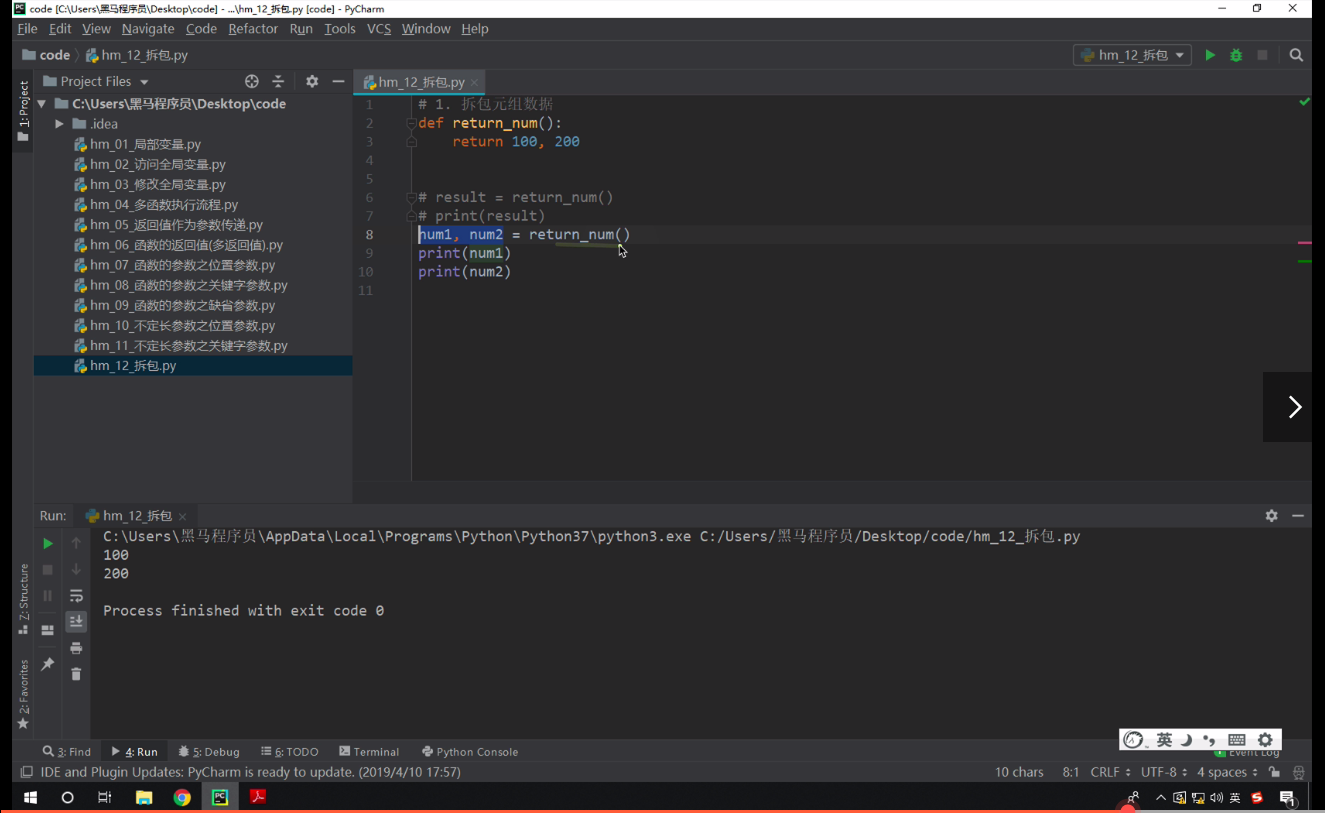 code [C:\Users\黑马程序员\Desktop\code] - ...\hm_12_拆包.py [code] - PyCharm
File Edit View Navigate Code Refactor Run Tools VCS Window Help
code hm_12_拆包.py hm_12_拆包
1: Project
Project Files
hm_12_拆包.py
C:\Users\黑马程序员\Desktop\code
.idea
hm_01_局部变量.py
hm_02_访问全局变量.py
hm_03_修改全局变量.py
hm_04_多函数执行流程.py
hm_05_返回值作为参数传递.py
hm_06_函数的返回值(多返回值).py
hm_07_函数的参数之位置参数.py
hm_08_函数的参数之关键字参数.py
hm_09_函数的参数之缺省参数.py
hm_10_不定长参数之位置参数.py
hm_11_不定长参数之关键字参数.py
hm_12_拆包.py
1 # 1. 拆包元组数据
2 def return_num():
3 return 100, 200
4
5
6 # result = return_num()
7 # print(result)
8 num1, num2 = return_num()
9 print(num1)
10 print(num2)
11
Run: hm_12_拆包
C:\Users\黑马程序员\AppData\Local\Programs\Python\Python37\python3.exe C:/Users/黑马程序员/Desktop/code/hm_12_拆包.py
100
200
Process finished with exit code 0
Z: Structure
2: Favorites
3: Find 4: Run 5: Debug 6: TODO Terminal Python Console Event Log
英
IDE and Plugin Updates: PyCharm is ready to update. (2019/4/10 17:57) 10 chars 8:1 CRLF UTF-8 4 spaces
英 1